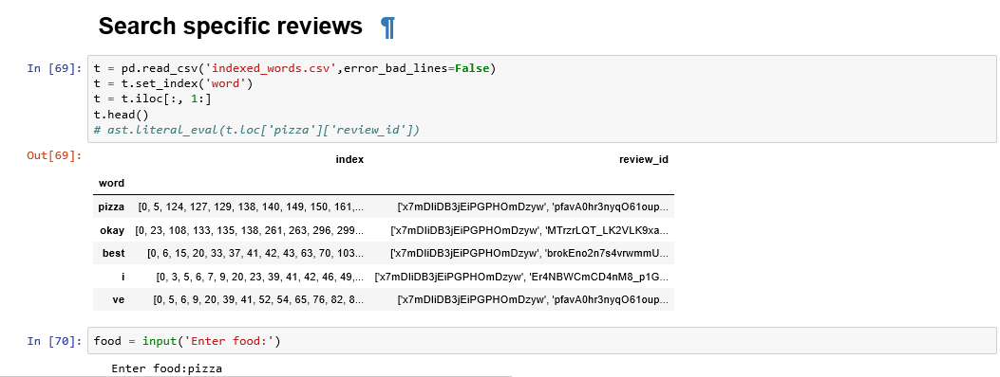 Search specific reviews ¶
In [69]: t = pd.read_csv('indexed_words.csv',error_bad_lines=False)
t = t.set_index('word')
t = t.iloc[:, 1:]
t.head()
# ast.literal_eval(t.loc['pizza']['review_id'])
Out[69]: index review_id
word
pizza [0, 5, 124, 127, 129, 138, 140, 149, 150, 161,... ['x7mDIiDB3jEiPGPHOmDzyw', 'pfavA0hr3nyqO61oup...
okay [0, 23, 108, 133, 135, 138, 261, 263, 296, 299... ['x7mDIiDB3jEiPGPHOmDzyw', 'MTrzrLQT_LK2VLK9xa...
best [0, 6, 15, 20, 33, 37, 41, 42, 43, 63, 70, 103... ['x7mDIiDB3jEiPGPHOmDzyw', 'brokEno2n7s4vrwmmU...
i [0, 3, 5, 6, 7, 9, 20, 23, 39, 41, 42, 46, 49,... ['x7mDIiDB3jEiPGPHOmDzyw', 'Er4NBWCmCD4nM8_p1G...
ve [0, 5, 6, 9, 20, 39, 41, 52, 54, 65, 76, 82, 8... ['x7mDIiDB3jEiPGPHOmDzyw', 'pfavA0hr3nyqO61oup...
In [70]: food = input('Enter food:')
Enter food:pizza